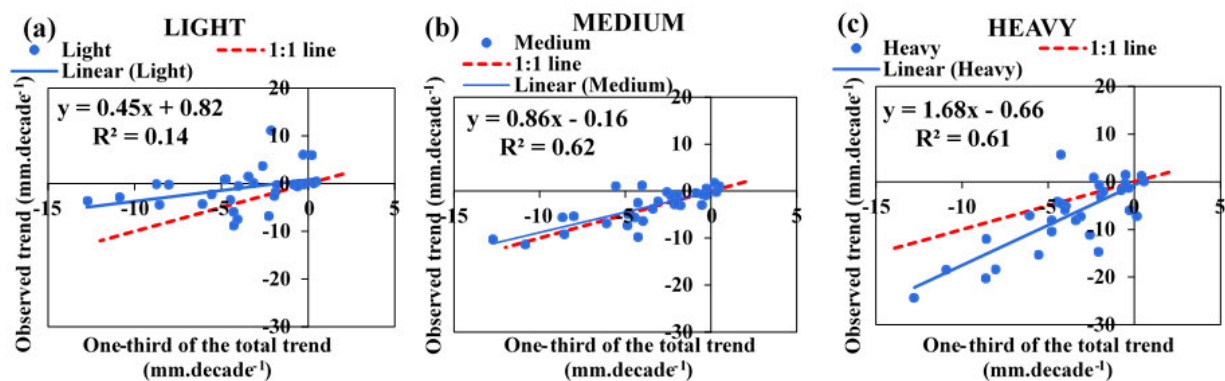 (a) LIGHT
Light 1:1 line
Linear (Light)
20
y = 0.45x + 0.82
R² = 0.14
10
0
-15 -10 -5 0 5
-10
-20
-30
Observed trend (mm.decade⁻¹)
One-third of the total trend
(mm.decade⁻¹)
(b) MEDIUM
Medium
1:1 line
Linear (Medium)
20
y = 0.86x - 0.16
R² = 0.62
10
0
-15 -10 -5 0 5
-10
-20
-30
Observed trend (mm.decade⁻¹)
One-third of the total trend
(mm.decade⁻¹)
(c) HEAVY
Heavy 1:1 line
Linear (Heavy)
20
y = 1.68x - 0.66
R² = 0.61
10
0
-15 -10 -5 0 5
-10
-20
-30
Observed trend (mm.decade⁻¹)
One-third of the total trend
(mm.decade⁻¹)